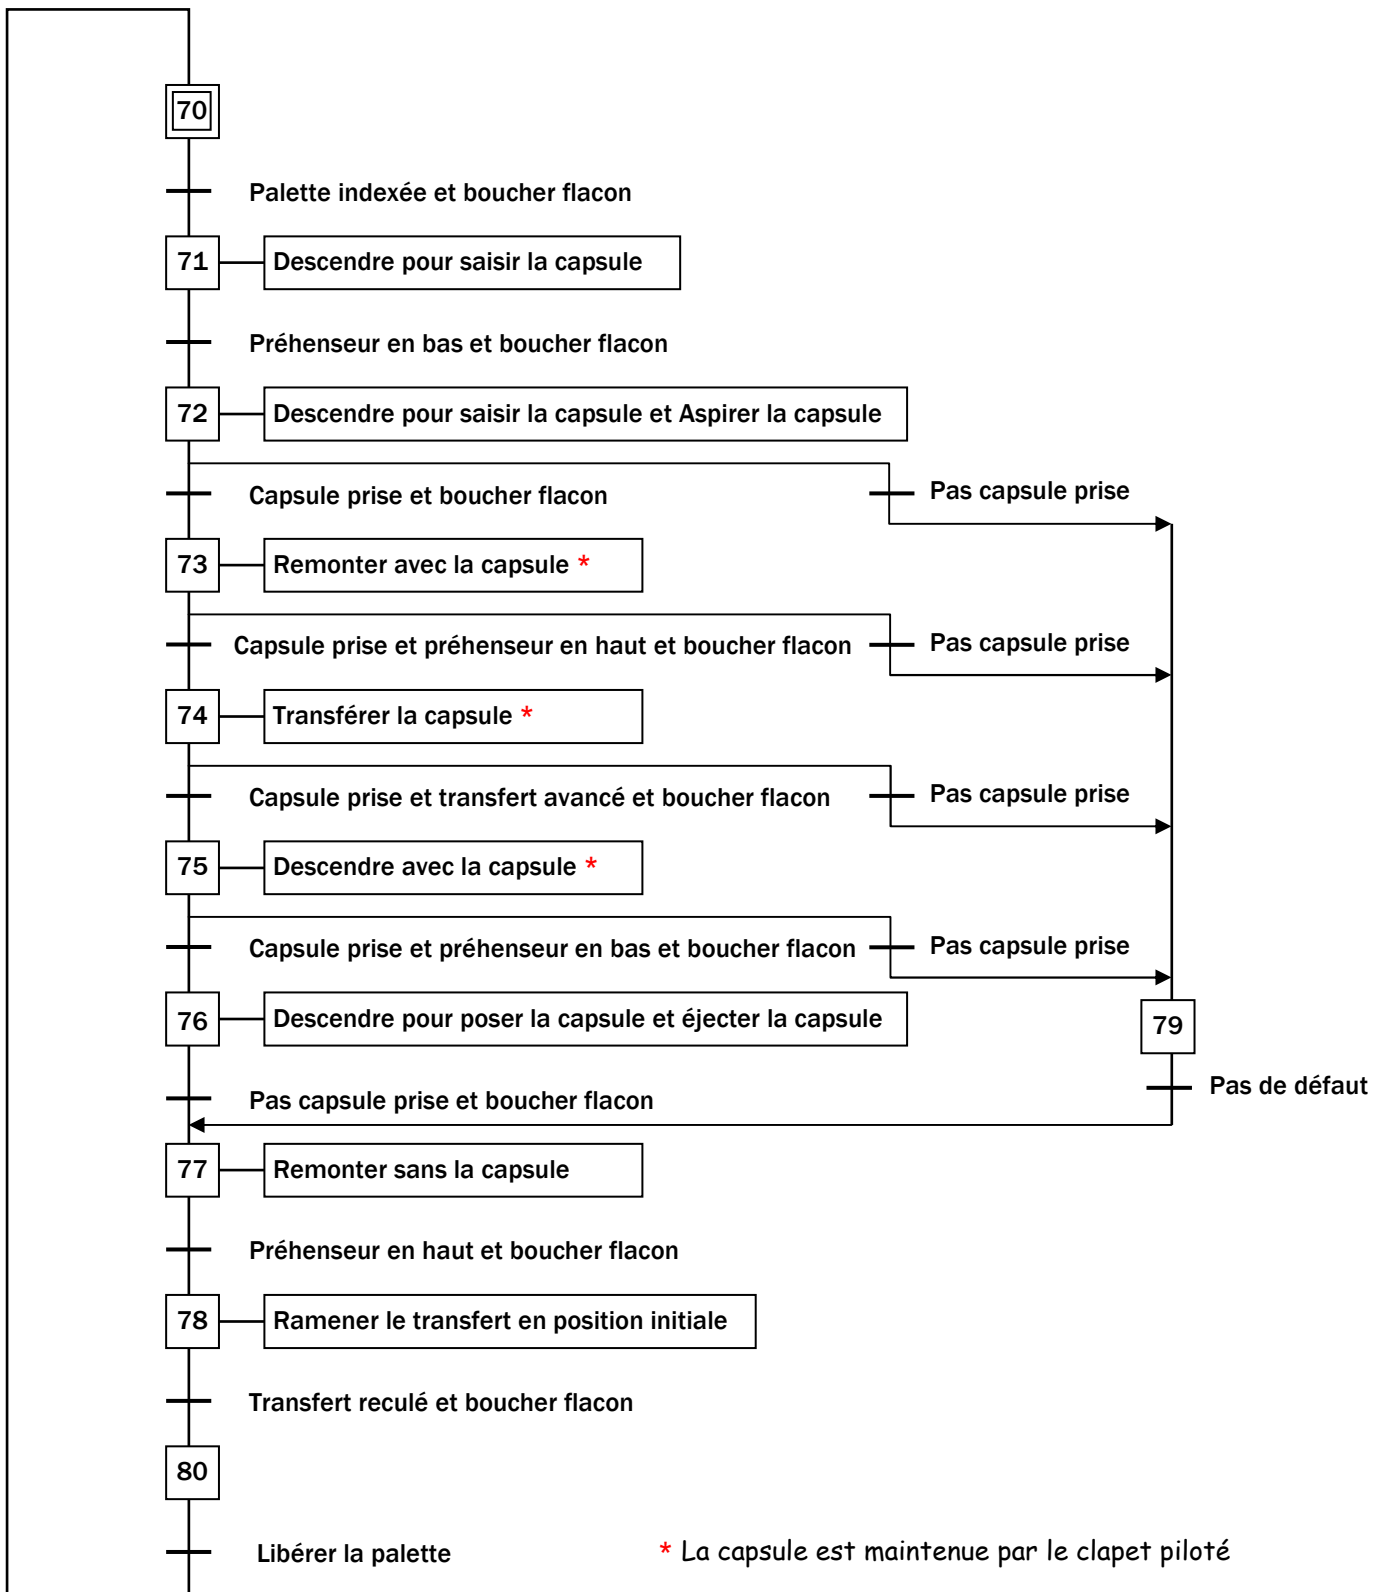 70
Palette indexée et boucher flacon
71
Descendre pour saisir la capsule
Préhenseur en bas et boucher flacon
72
Descendre pour saisir la capsule et Aspirer la capsule
Capsule prise et boucher flacon
Pas capsule prise
73
Remonter avec la capsule *
Capsule prise et préhenseur en haut et boucher flacon
Pas capsule prise
74
Transférer la capsule *
Capsule prise et transfert avancé et boucher flacon
Pas capsule prise
75
Descendre avec la capsule *
Capsule prise et préhenseur en bas et boucher flacon
Pas capsule prise
76
Descendre pour poser la capsule et éjecter la capsule
79
Pas de défaut
Pas capsule prise et boucher flacon
77
Remonter sans la capsule
Préhenseur en haut et boucher flacon
78
Ramener le transfert en position initiale
Transfert reculé et boucher flacon
80
Libérer la palette
* La capsule est maintenue par le clapet piloté